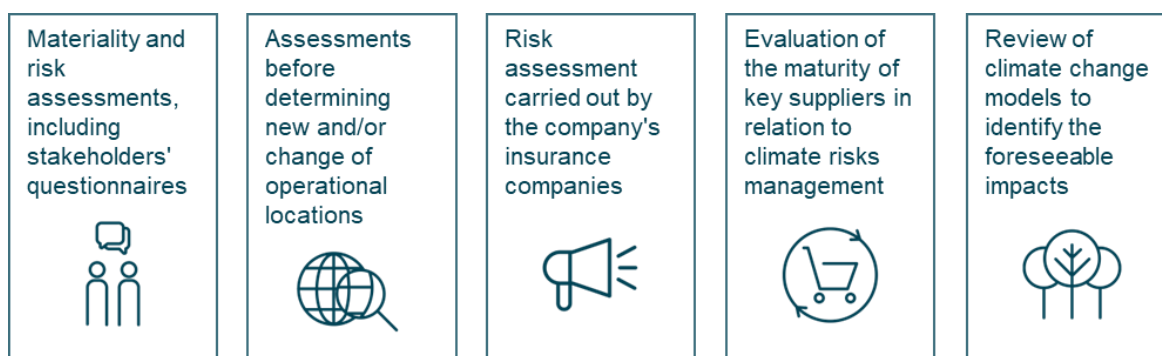 Materiality and
risk
assessments,
including
stakeholders'
questionnaires
Assessments
before
determining
new and/or
change of
operational
locations
Risk
assessment
carried out by
the company's
insurance
companies
Evaluation of
the maturity of
key suppliers in
relation to
climate risks
management
Review of
climate change
models to
identify the
foreseeable
impacts